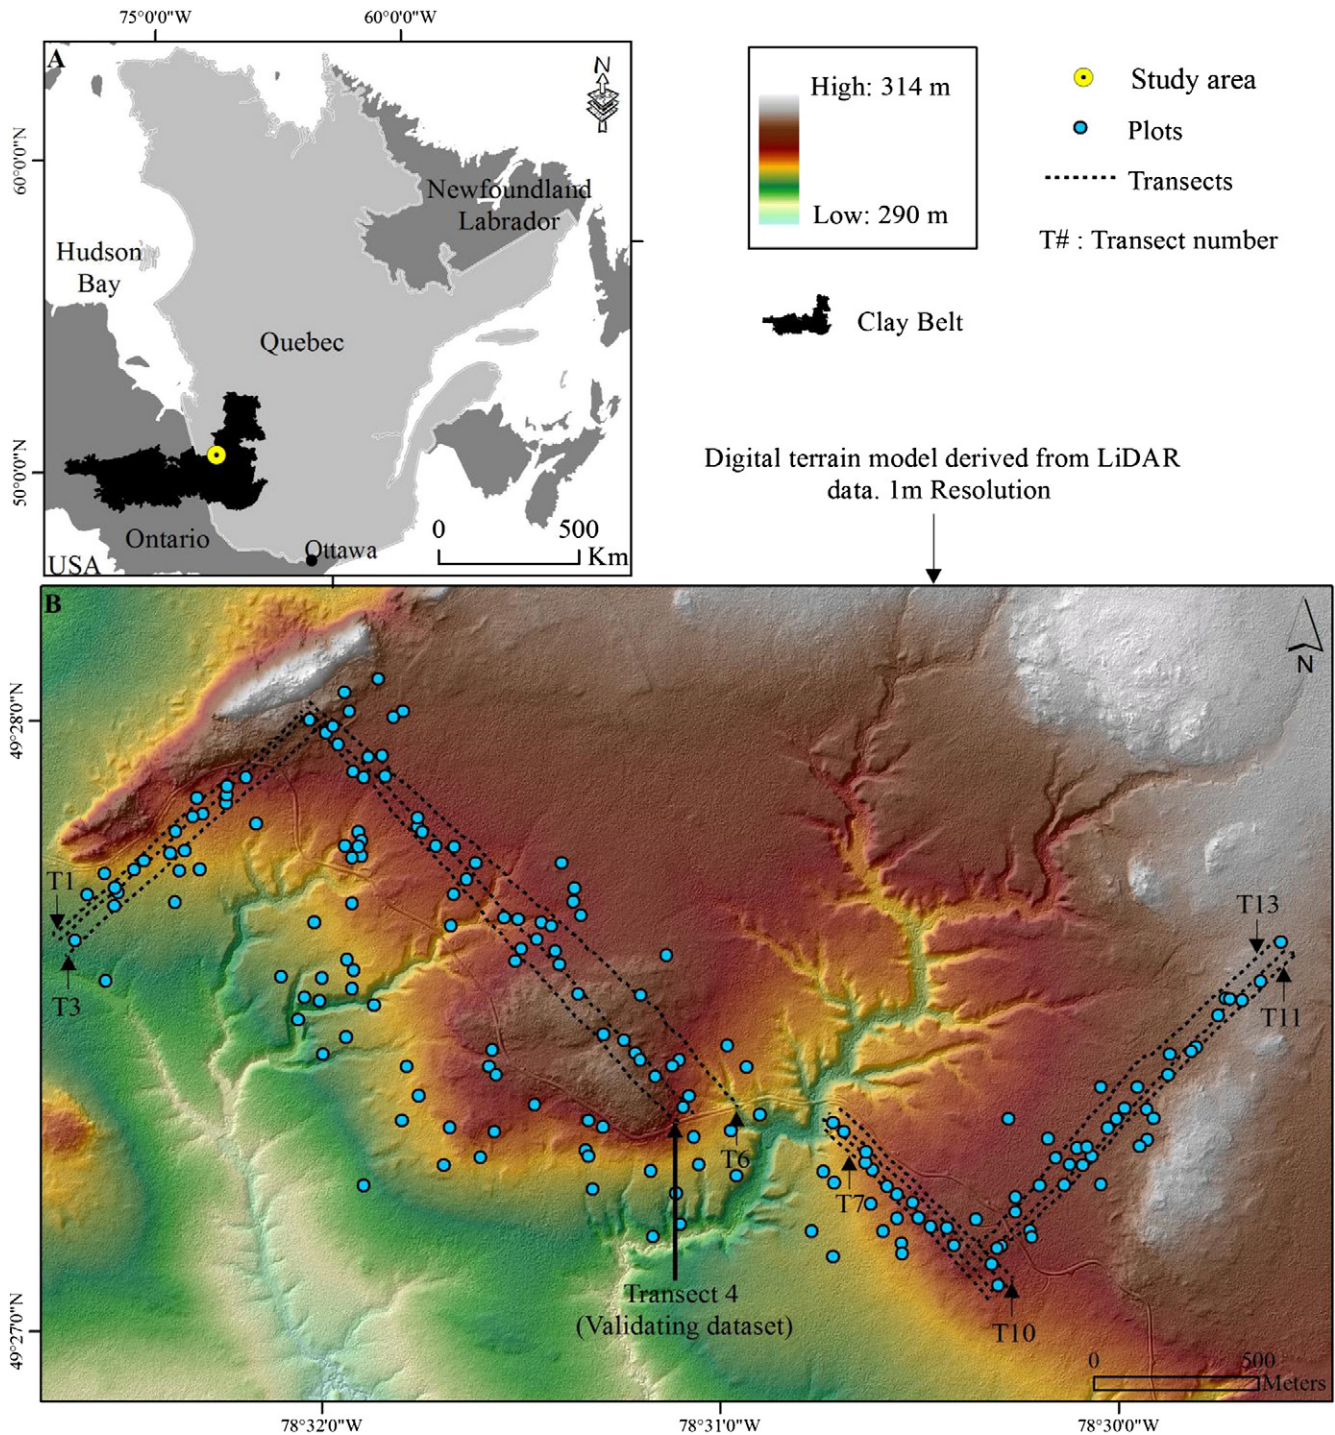 75°0'0"W
60°0'0"W
A
N
60°0'0"N
50°0'0"N
Newfoundland
Labrador
Hudson
Bay
Quebec
Ontario
Ottawa
USA
0
500
Km
High: 314 m
Low: 290 m
Study area
Plots
Transects
T# : Transect number
Clay Belt
Digital terrain model derived from LiDAR
data. 1m Resolution
B
N
49°28'0"N
49°27'0"N
T1
T3
T13
T11
T6
T7
T10
Transect 4
(Validating dataset)
0
500
Meters
78°32'0"W
78°31'0"W
78°30'0"W